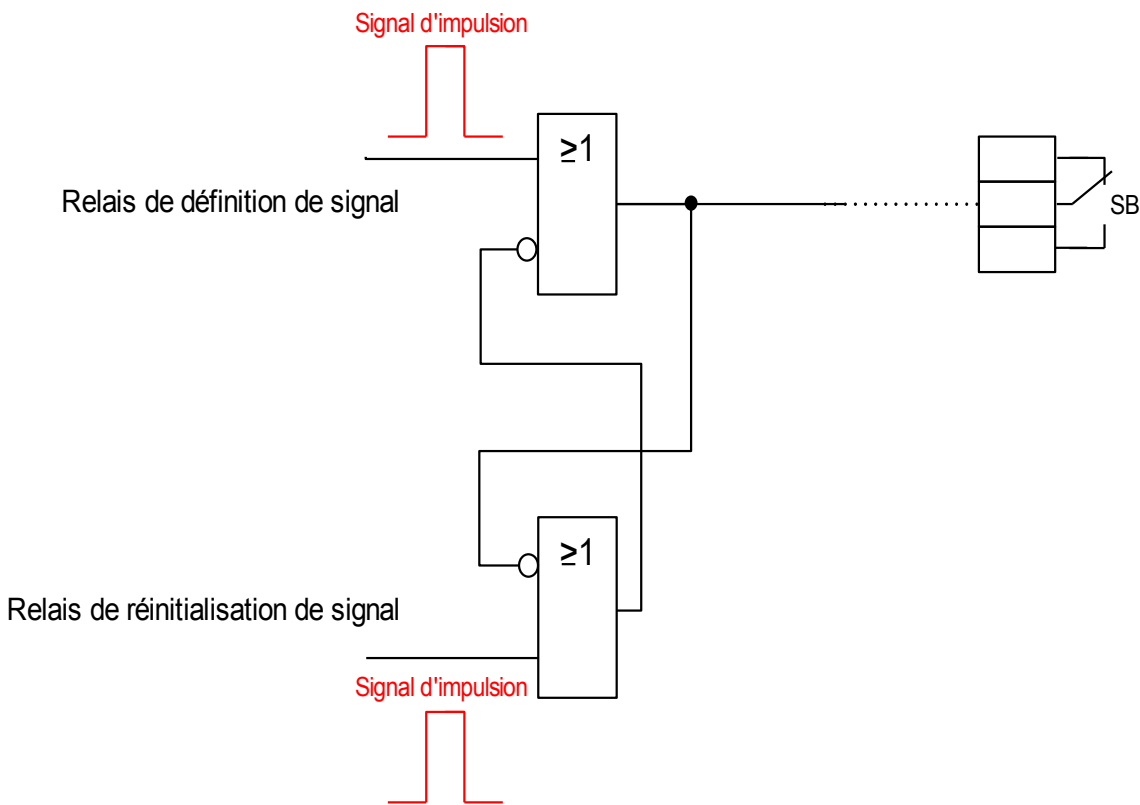 Signal d'impulsion
≥1
Relais de définition de signal
SB
≥1
Relais de réinitialisation de signal
Signal d'impulsion